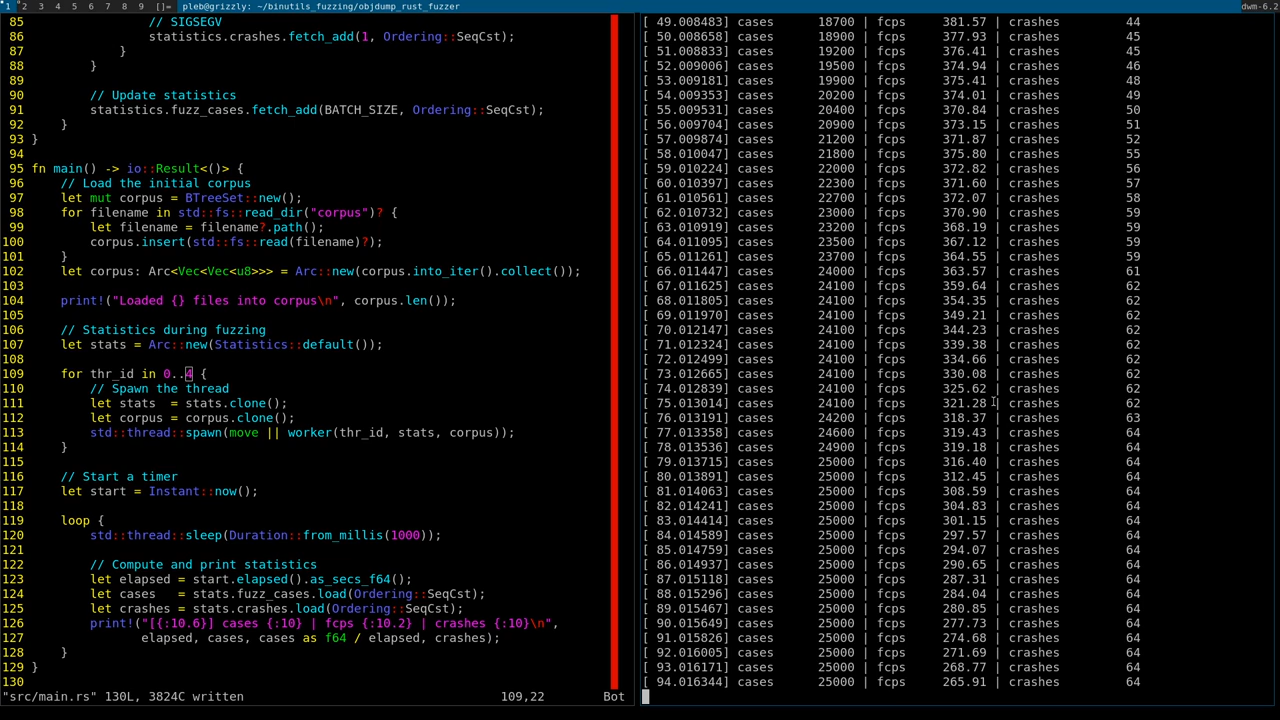 1 2 3 4 5 6 7 8 9 []= pleb@grizzly: ~/binutils_fuzzing/objdump_rust_fuzzer dwm-6.2
85                 // SIGSEGV
86                 statistics.crashes.fetch_add(1, Ordering::SeqCst);
87             }
88         }
89
90         // Update statistics
91         statistics.fuzz_cases.fetch_add(BATCH_SIZE, Ordering::SeqCst);
92     }
93 }
94
95 fn main() -> io::Result<()> {
96     // Load the initial corpus
97     let mut corpus = BTreeSet::new();
98     for filename in std::fs::read_dir("corpus")? {
99         let filename = filename?.path();
100         corpus.insert(std::fs::read(filename)?);
101     }
102     let corpus: Arc<Vec<Vec<u8>>> = Arc::new(corpus.into_iter().collect());
103
104     print!("Loaded {} files into corpus\n", corpus.len());
105
106     // Statistics during fuzzing
107     let stats = Arc::new(Statistics::default());
108
109     for thr_id in 0..4 {
110         // Spawn the thread
111         let stats  = stats.clone();
112         let corpus = corpus.clone();
113         std::thread::spawn(move || worker(thr_id, stats, corpus));
114     }
115
116     // Start a timer
117     let start = Instant::now();
118
119     loop {
120         std::thread::sleep(Duration::from_millis(1000));
121
122         // Compute and print statistics
123         let elapsed = start.elapsed().as_secs_f64();
124         let cases   = stats.fuzz_cases.load(Ordering::SeqCst);
125         let crashes = stats.crashes.load(Ordering::SeqCst);
126         print!("[{:10.6}] cases {:10} | fcps {:10.2} | crashes {:10}\n",
127                elapsed, cases, cases as f64 / elapsed, crashes);
128     }
129 }
130
"src/main.rs" 130L, 3824C written 109,22 Bot
[ 49.008483] cases 18700 | fcps 381.57 | crashes 44
[ 50.008658] cases 18900 | fcps 377.93 | crashes 45
[ 51.008833] cases 19200 | fcps 376.41 | crashes 45
[ 52.009006] cases 19500 | fcps 374.94 | crashes 46
[ 53.009181] cases 19900 | fcps 375.41 | crashes 48
[ 54.009353] cases 20200 | fcps 374.01 | crashes 49
[ 55.009531] cases 20400 | fcps 370.84 | crashes 50
[ 56.009704] cases 20900 | fcps 373.15 | crashes 51
[ 57.009874] cases 21200 | fcps 371.87 | crashes 52
[ 58.010047] cases 21800 | fcps 375.80 | crashes 55
[ 59.010224] cases 22000 | fcps 372.82 | crashes 56
[ 60.010397] cases 22300 | fcps 371.60 | crashes 57
[ 61.010561] cases 22700 | fcps 372.07 | crashes 58
[ 62.010732] cases 23000 | fcps 370.90 | crashes 59
[ 63.010919] cases 23200 | fcps 368.19 | crashes 59
[ 64.011095] cases 23500 | fcps 367.12 | crashes 59
[ 65.011261] cases 23700 | fcps 364.55 | crashes 59
[ 66.011447] cases 24000 | fcps 363.57 | crashes 61
[ 67.011625] cases 24100 | fcps 359.64 | crashes 62
[ 68.011805] cases 24100 | fcps 354.35 | crashes 62
[ 69.011970] cases 24100 | fcps 349.21 | crashes 62
[ 70.012147] cases 24100 | fcps 344.23 | crashes 62
[ 71.012324] cases 24100 | fcps 339.38 | crashes 62
[ 72.012499] cases 24100 | fcps 334.66 | crashes 62
[ 73.012665] cases 24100 | fcps 330.08 | crashes 62
[ 74.012839] cases 24100 | fcps 325.62 | crashes 62
[ 75.013014] cases 24100 | fcps 321.28 | crashes 62
[ 76.013191] cases 24200 | fcps 318.37 | crashes 63
[ 77.013358] cases 24600 | fcps 319.43 | crashes 64
[ 78.013536] cases 24900 | fcps 319.18 | crashes 64
[ 79.013715] cases 25000 | fcps 316.40 | crashes 64
[ 80.013891] cases 25000 | fcps 312.45 | crashes 64
[ 81.014063] cases 25000 | fcps 308.59 | crashes 64
[ 82.014241] cases 25000 | fcps 304.83 | crashes 64
[ 83.014414] cases 25000 | fcps 301.15 | crashes 64
[ 84.014589] cases 25000 | fcps 297.57 | crashes 64
[ 85.014759] cases 25000 | fcps 294.07 | crashes 64
[ 86.014937] cases 25000 | fcps 290.65 | crashes 64
[ 87.015118] cases 25000 | fcps 287.31 | crashes 64
[ 88.015296] cases 25000 | fcps 284.04 | crashes 64
[ 89.015467] cases 25000 | fcps 280.85 | crashes 64
[ 90.015649] cases 25000 | fcps 277.73 | crashes 64
[ 91.015826] cases 25000 | fcps 274.68 | crashes 64
[ 92.016005] cases 25000 | fcps 271.69 | crashes 64
[ 93.016171] cases 25000 | fcps 268.77 | crashes 64
[ 94.016344] cases 25000 | fcps 265.91 | crashes 64